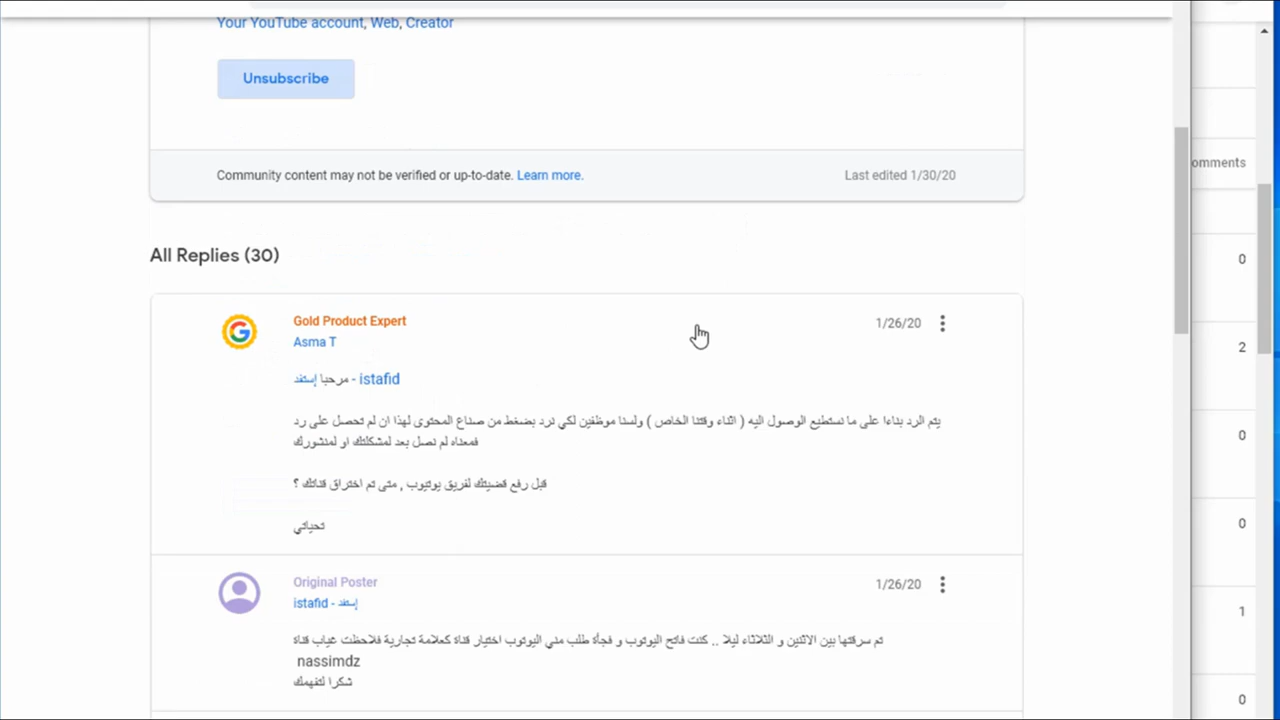 Your YouTube account, Web, Creator
Unsubscribe
Community content may not be verified or up-to-date. Learn more.
Last edited 1/30/20
omments
All Replies (30)
0
Gold Product Expert
1/26/20
Asma T
2
مرحبا إستفد - istafid
يتم الرد بناءا على ما نستطيع الوصول اليه ( اثناء وقتنا الخاص ) ولسنا موظفين لكي نرد بضغط من صناع المحتوى لهذا ان لم تحصل على رد
فمعناه لم نصل بعد لمشكلتك او لمنشورك
0
قبل رفع قضيتك لفريق يوتيوب , متى تم اختراق قناتك ؟
تحياتي
0
Original Poster
1/26/20
istafid - إستفد
1
تم سرقتها بين الاثنين و الثلاثاء ليلا .. كنت فاتح اليوتوب و فجأة طلب مني اليوتوب اختيار قناة كعلامة تجارية فلاحظت غياب قناة
nassimdz
شكرا لتفهمك
0